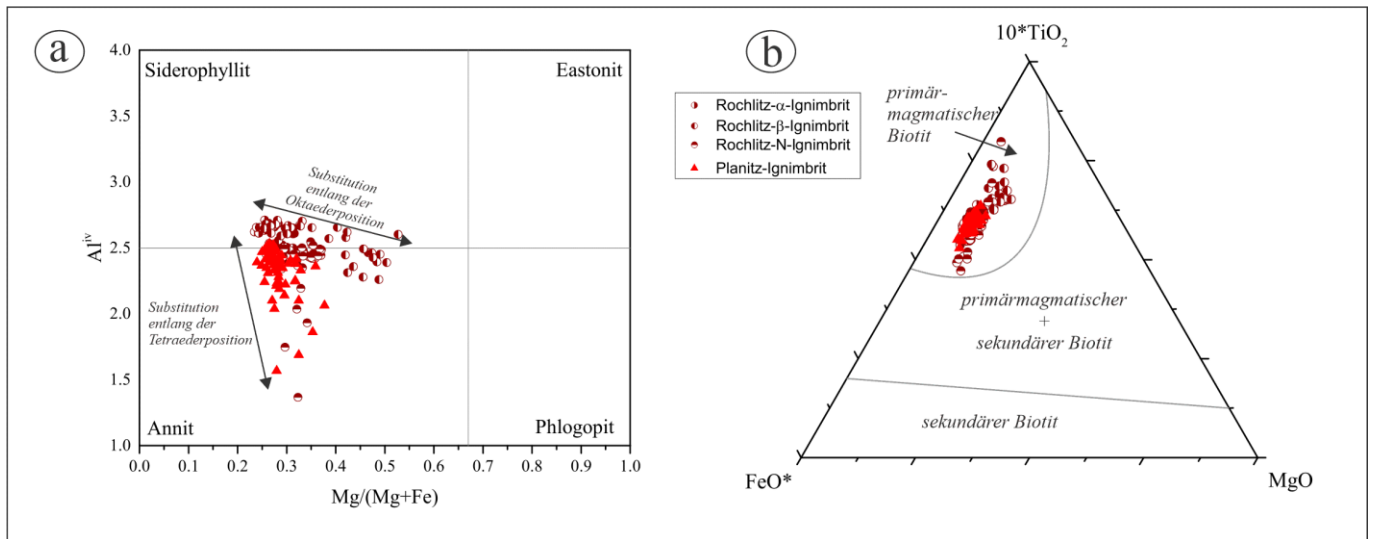 a
4.0
3.5
3.0
2.5
2.0
1.5
1.0
Al^iv
Siderophyllit
Eastonit
Substitution
entlang der
Oktaederposition
Substitution
entlang der
Tetraederposition
Annit
Phlogopit
0.0 0.1 0.2 0.3 0.4 0.5 0.6 0.7 0.8 0.9 1.0
Mg/(Mg+Fe)
b
10*TiO₂
Rochlitz-α-Ignimbrit
Rochlitz-β-Ignimbrit
Rochlitz-N-Ignimbrit
Planitz-Ignimbrit
primär-
magmatischer
Biotit
primärmagmatischer
+
sekundärer Biotit
sekundärer Biotit
FeO*
MgO